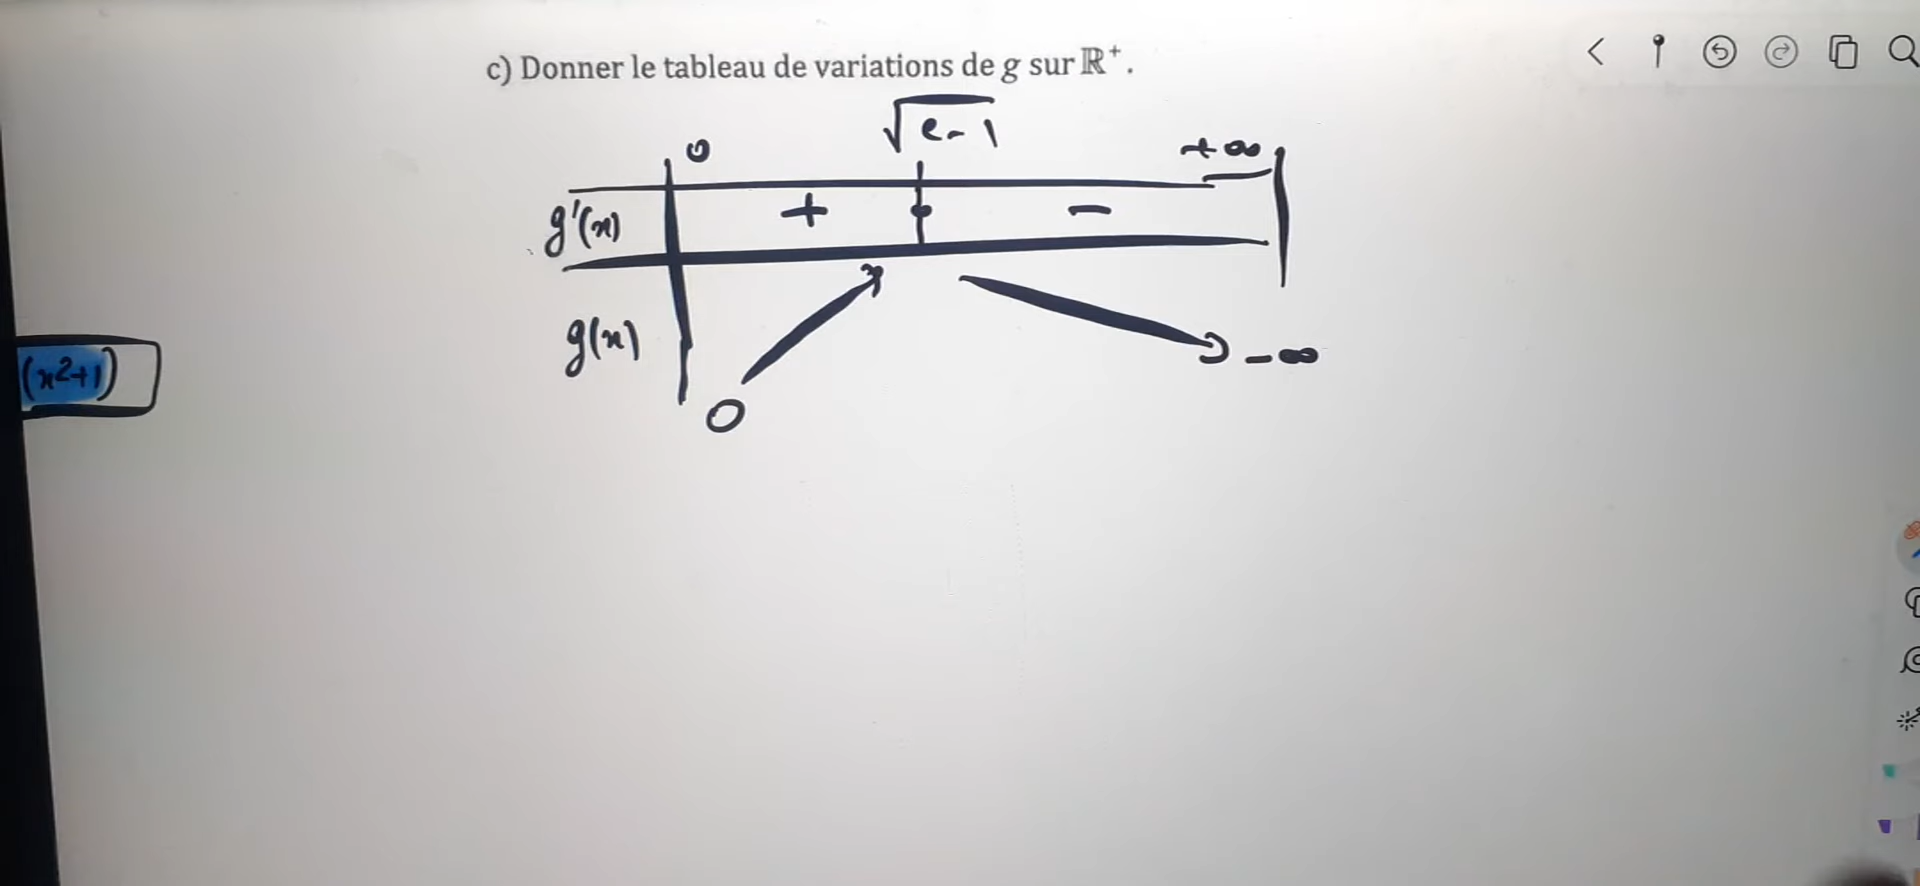 c) Donner le tableau de variations de g sur ℝ⁺.
0 √e-1 +∞
g'(x) + -
g(x) -∞
0
(x²+1)